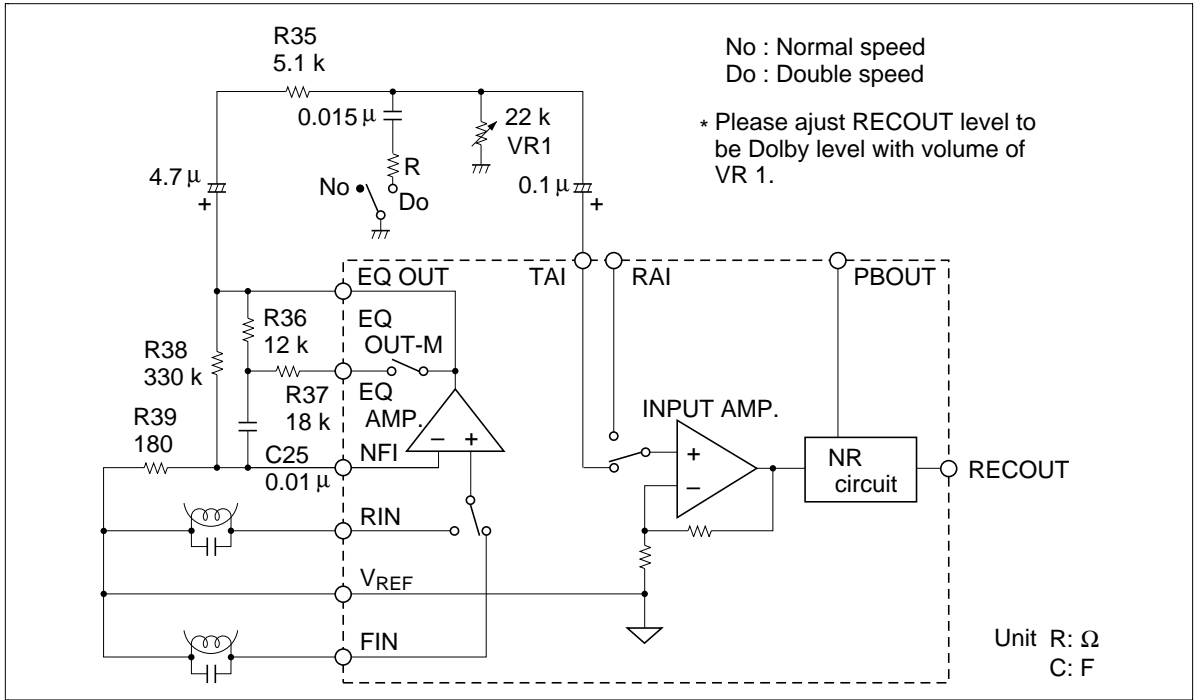 R35
5.1 k
No : Normal speed
Do : Double speed
0.015 μ
22 k
VR1
* Please ajust RECOUT level to
be Dolby level with volume of
VR 1.
R
4.7 μ
+
No
Do
0.1 μ
+
EQ OUT
TAI
RAI
PBOUT
R36
12 k
EQ
OUT-M
R38
330 k
R37
18 k
EQ
AMP.
INPUT AMP.
R39
180
− +
C25
0.01 μ
NFI
+
−
NR
circuit
RECOUT
RIN
VREF
FIN
Unit R: Ω
C: F